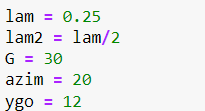 lam = 0.25
lam2 = lam/2
G = 30
azim = 20
ygo = 12